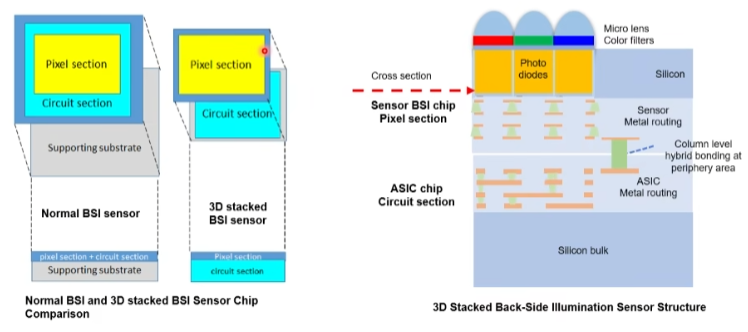 Pixel section
Circuit section
Supporting substrate
Normal BSI sensor
pixel section + circuit section
Supporting substrate
Pixel section
Circuit section
3D stacked
BSI sensor
Pixel section
circuit section
Normal BSI and 3D stacked BSI Sensor Chip
Comparison
Micro lens
Color filters
Photo
diodes
Silicon
Cross section
Sensor BSI chip
Pixel section
Sensor
Metal routing
Column level
hybrid bonding at
periphery area
ASIC chip
Circuit section
ASIC
Metal routing
Silicon bulk
3D Stacked Back-Side Illumination Sensor Structure